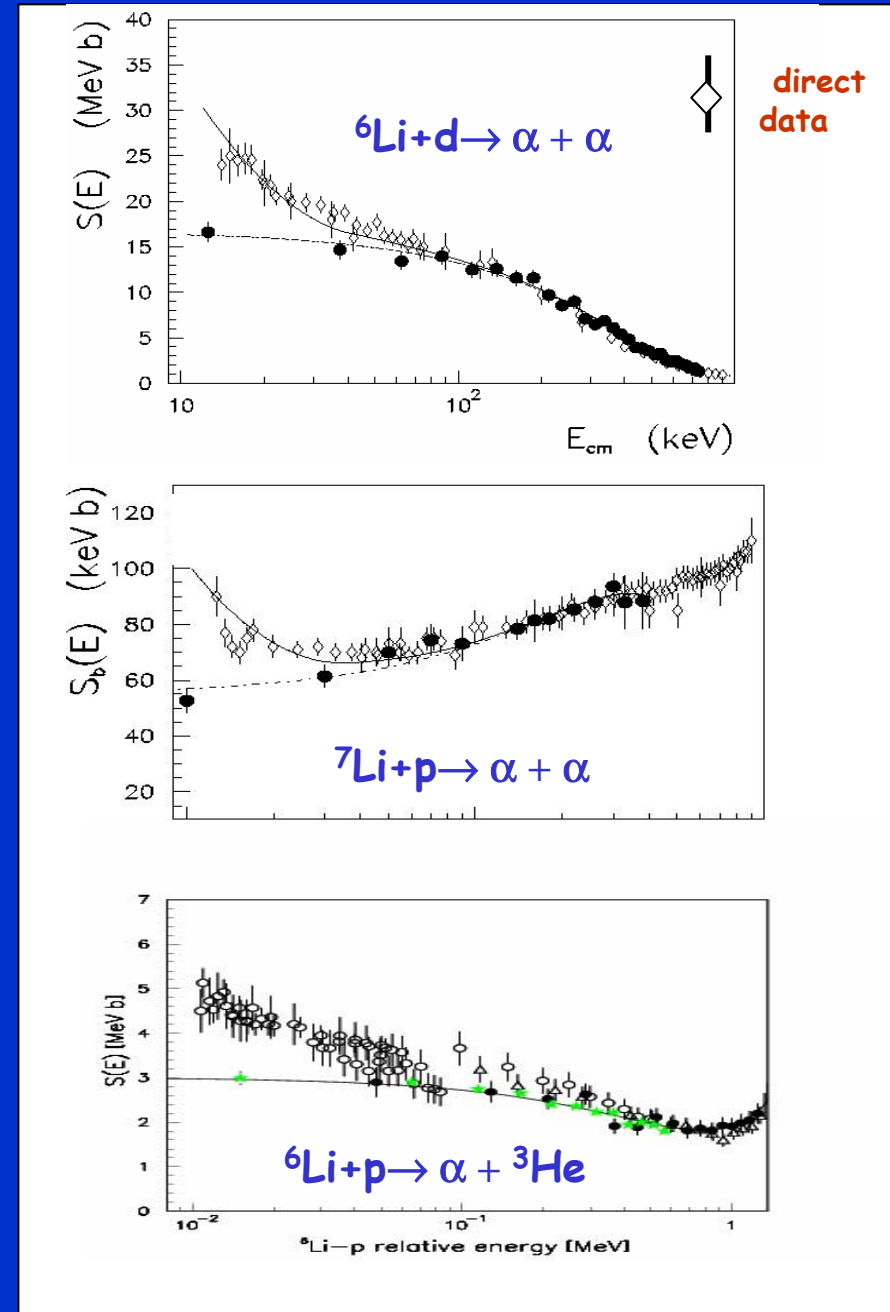 40
35
30
25
20
15
10
5
0
S(E) (MeV b)
⁶Li+d→ α + α
direct
data
10
10²
E_cm (keV)
120
100
80
60
40
20
S_b(E) (keV b)
⁷Li+p→ α + α
7
6
5
4
3
2
1
0
S(E) [MeV b]
⁶Li+p→ α + ³He
10⁻²
10⁻¹
1
⁶Li–p relative energy [MeV]